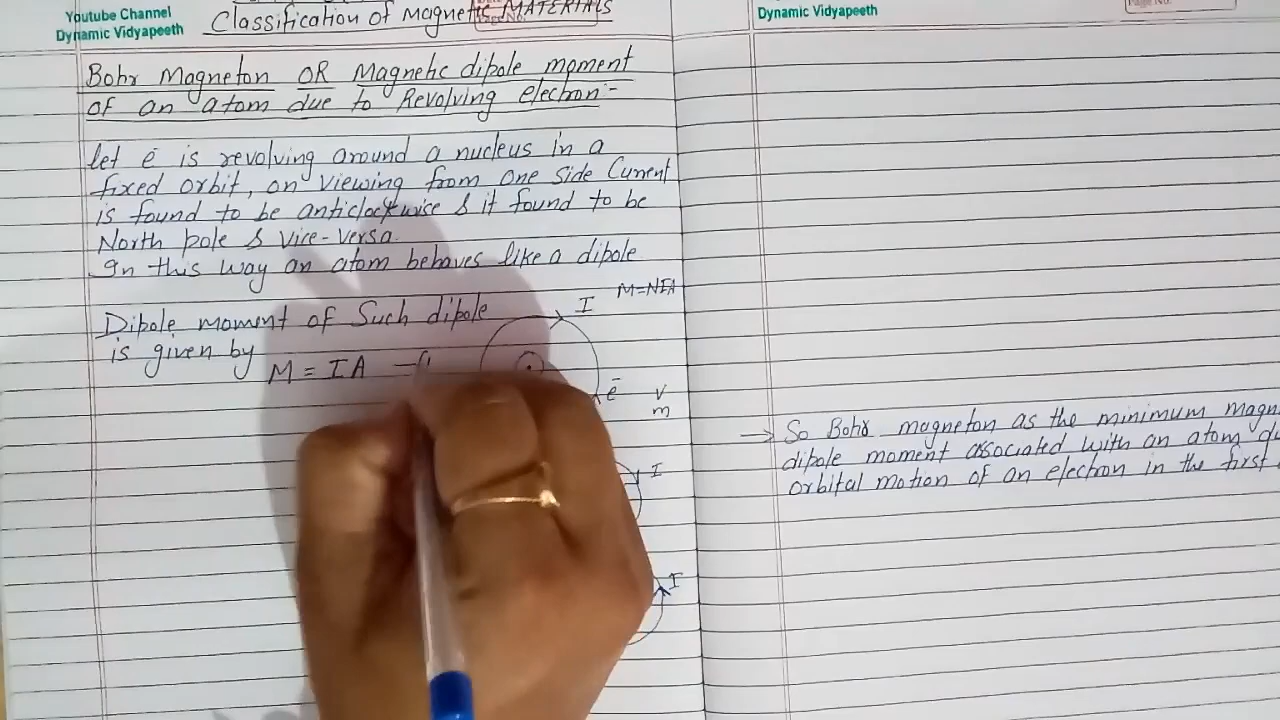 Youtube Channel
Dynamic Vidyapeeth
Classification of Magnetic MATERIALS
Bohr Magneton OR Magnetic dipole moment
of an atom due to Revolving electron:-
let ē is revolving around a nucleus in a
fixed orbit, on viewing from one side Current
is found to be anticlockwise & it found to be
North pole & Vice-Versa.
In this way an atom behaves like a dipole
Dipole moment of Such dipole
is given by
M = IA
I
M=NIA
ē
v
m
I
I
Dynamic Vidyapeeth
Page No.
→ So Bohr magneton as the minimum magn
dipole moment associated with an atom du
orbital motion of an electron in the first